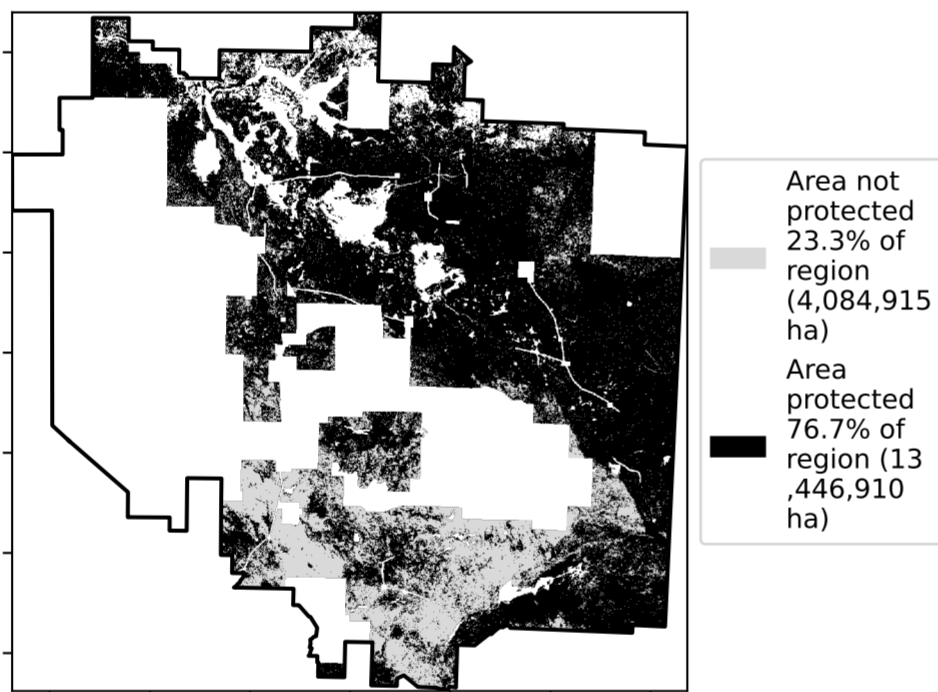 Area not
protected
23.3% of
region
(4,084,915
ha)
Area
protected
76.7% of
region (13
,446,910
ha)